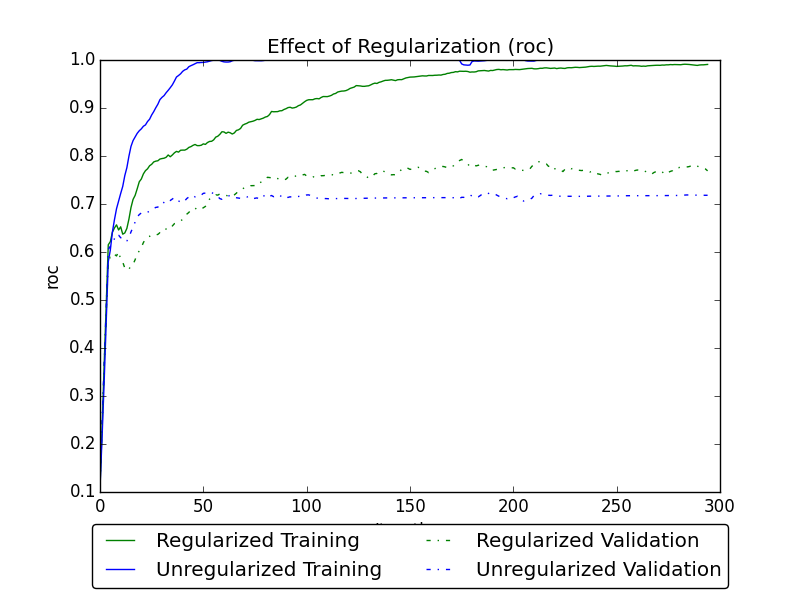 Effect of Regularization (roc)
1.0
0.9
0.8
0.7
0.6
0.5
0.4
0.3
0.2
0.1
roc
0 50 100 150 200 250 300
Regularized Training Regularized Validation
Unregularized Training Unregularized Validation